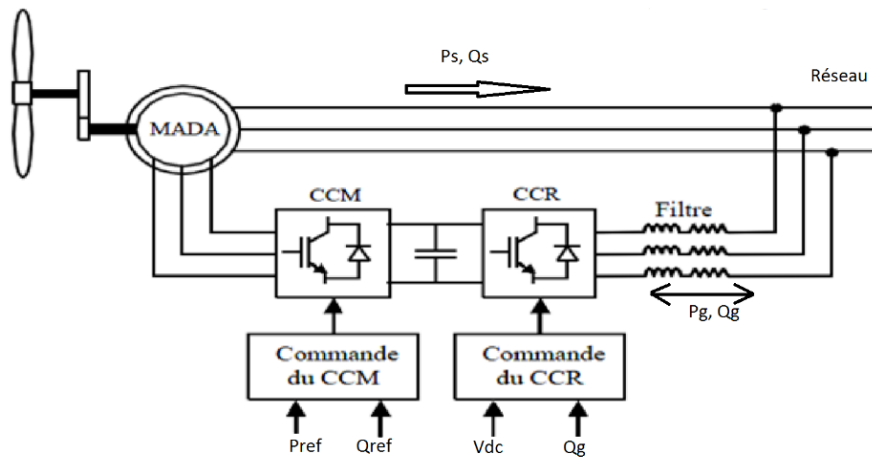 Ps, Qs
Réseau
MADA
CCM
CCR
Filtre
Pg, Qg
Commande
du CCM
Commande
du CCR
Pref
Qref
Vdc
Qg